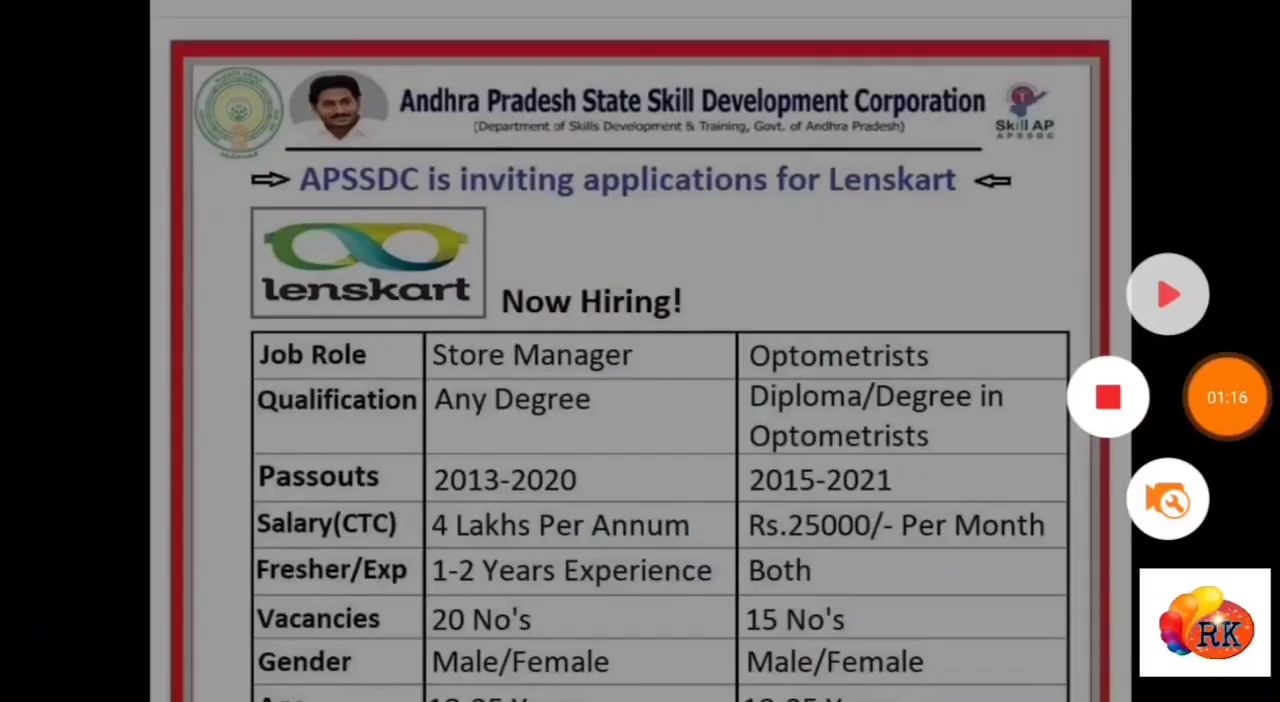 Andhra Pradesh State Skill Development Corporation
(Department of Skills Development & Training, Govt. of Andhra Pradesh)
Skill AP
APSSDC
APSSDC is inviting applications for Lenskart
lenskart
Now Hiring!
Job Role Store Manager Optometrists
Qualification Any Degree Diploma/Degree in
Optometrists
Passouts 2013-2020 2015-2021
Salary(CTC) 4 Lakhs Per Annum Rs.25000/- Per Month
Fresher/Exp 1-2 Years Experience Both
Vacancies 20 No's 15 No's
Gender Male/Female Male/Female
01:16
RK